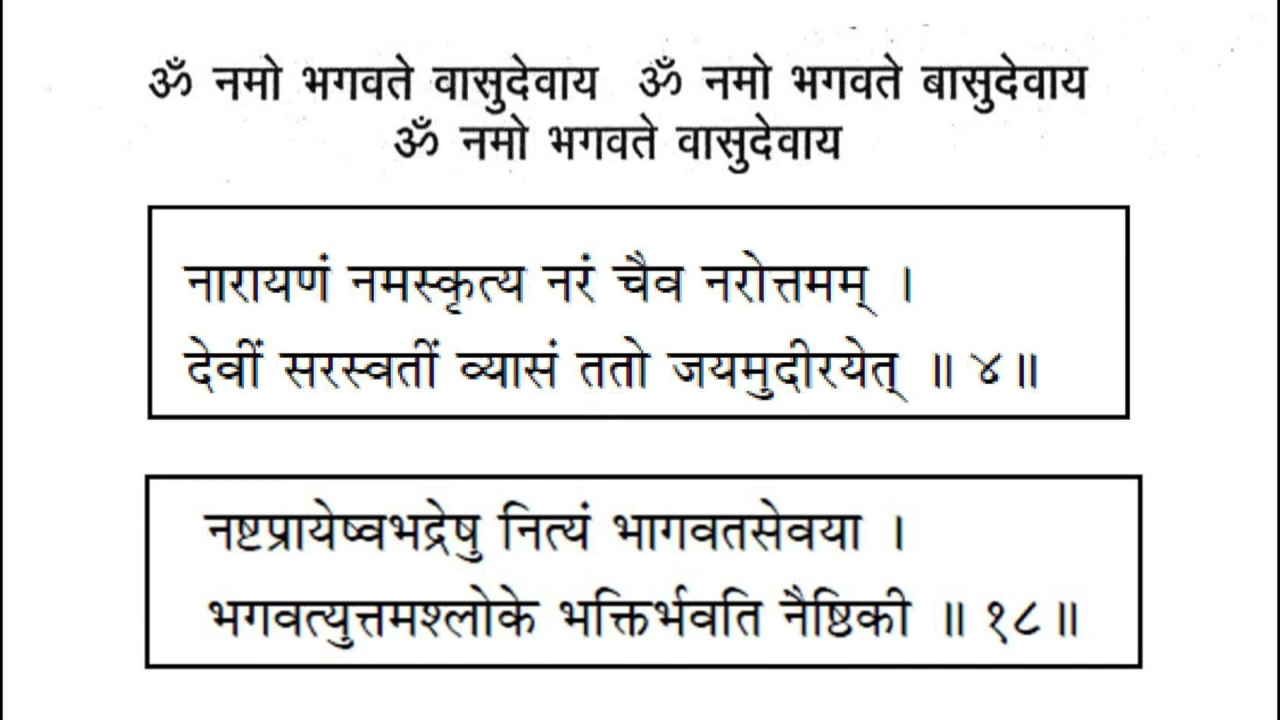 ॐ नमो भगवते वासुदेवाय ॐ नमो भगवते बासुदेवाय
ॐ नमो भगवते वासुदेवाय
नारायणं नमस्कृत्य नरं चैव नरोत्तमम् ।
देवीं सरस्वतीं व्यासं ततो जयमुदीरयेत् ॥ ४॥
नष्टप्रायेष्वभद्रेषु नित्यं भागवतसेवया ।
भगवत्युत्तमश्लोके भक्तिर्भवति नैष्ठिकी ॥ १८॥